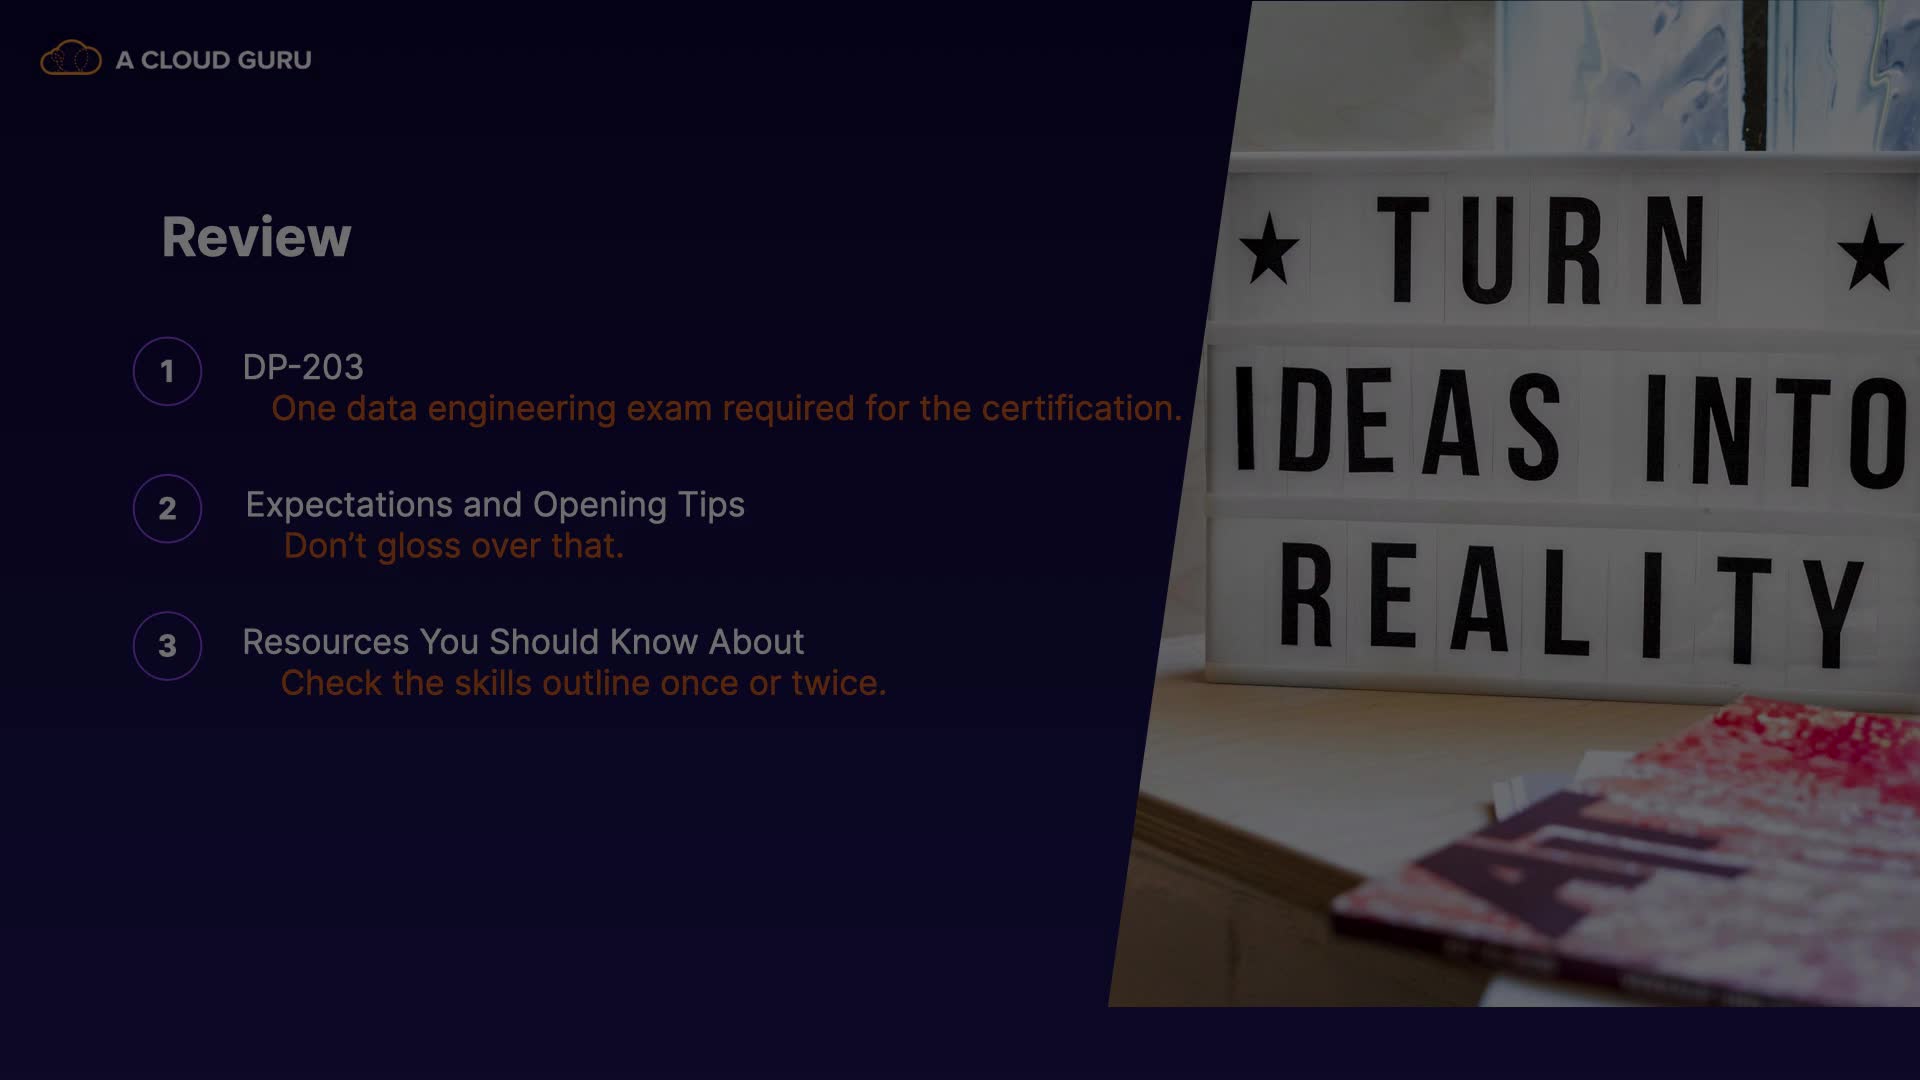 A CLOUD GURU
Review
1 DP-203
One data engineering exam required for the certification.
2 Expectations and Opening Tips
Don’t gloss over that.
3 Resources You Should Know About
Check the skills outline once or twice.
★ TURN ★
IDEAS INTO
REALITY